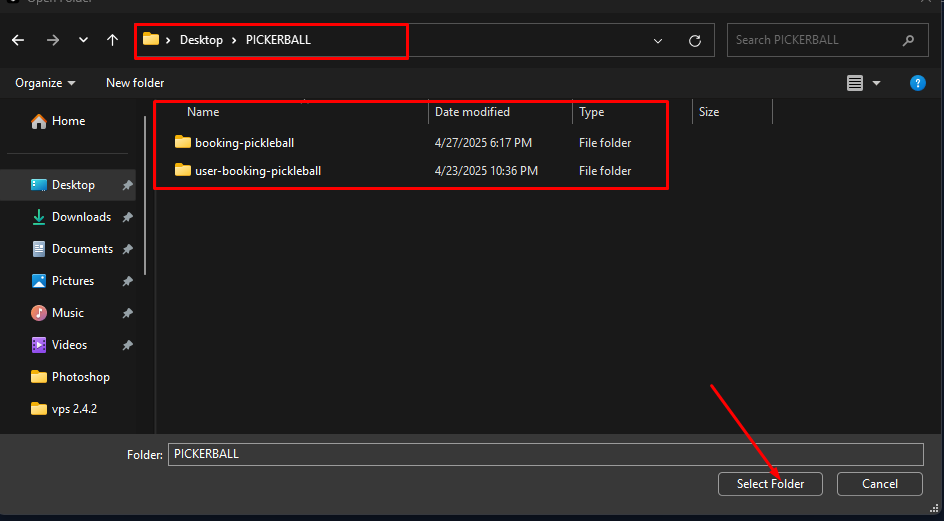 Open Folder
Desktop > PICKERBALL
Search PICKERBALL
Organize
New folder
?
Name
Date modified
Type
Size
Home
booking-pickleball
4/27/2025 6:17 PM
File folder
user-booking-pickleball
4/23/2025 10:36 PM
File folder
Desktop
Downloads
Documents
Pictures
Music
Videos
Photoshop
vps 2.4.2
Folder:
PICKERBALL
Select Folder
Cancel